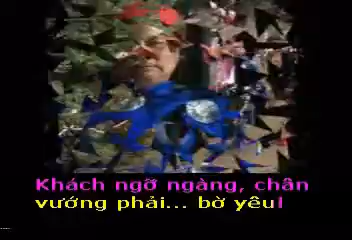 Khách ngỡ ngàng, chân
vướng phải... bờ yêu!